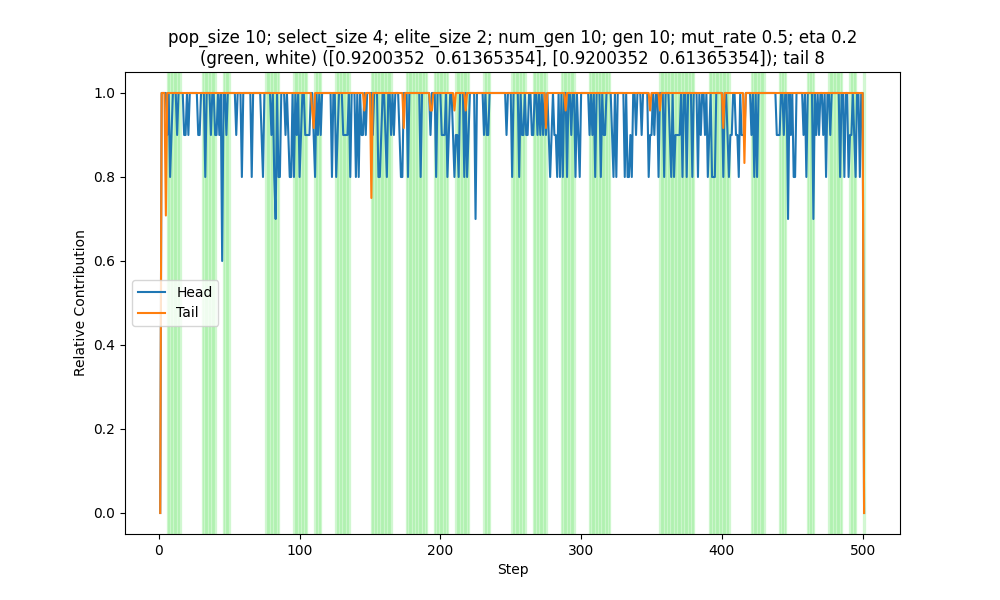 pop_size 10; select_size 4; elite_size 2; num_gen 10; gen 10; mut_rate 0.5; eta 0.2
(green, white) ([0.9200352  0.61365354], [0.9200352  0.61365354]); tail 8
1.0
0.8
0.6
0.4
0.2
0.0
Relative Contribution
Head
Tail
0
100
200
300
400
500
Step